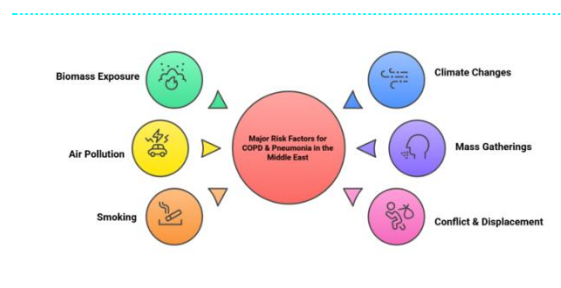 Biomass Exposure
Air Pollution
Smoking
Major Risk Factors for
COPD & Pneumonia in the
Middle East
Climate Changes
Mass Gatherings
Conflict & Displacement